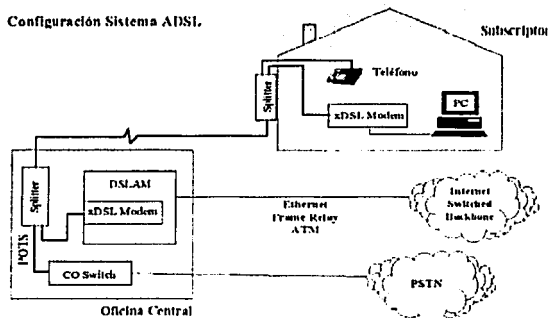 Configuración Sistema ADSL
Subscriptor
Splitter
Teléfono
xDSL Modem
PC
Splitter
POTS
DSLAM
xDSL Modem
CO Switch
Oficina Central
Ethernet
Frame Relay
ATM
Internet
Switched
Backbone
PSTN